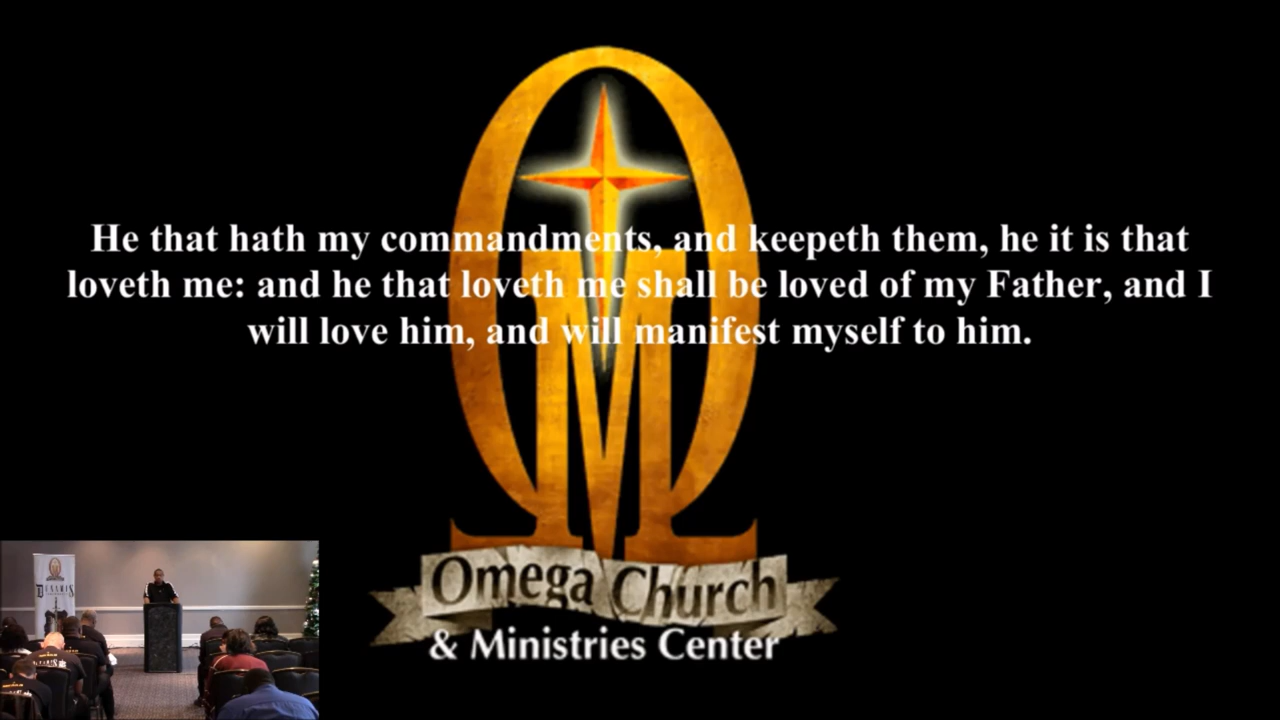 He that hath my commandments, and keepeth them, he it is that
loveth me: and he that loveth me shall be loved of my Father, and I
will love him, and will manifest myself to him.
Omega Church
& Ministries Center